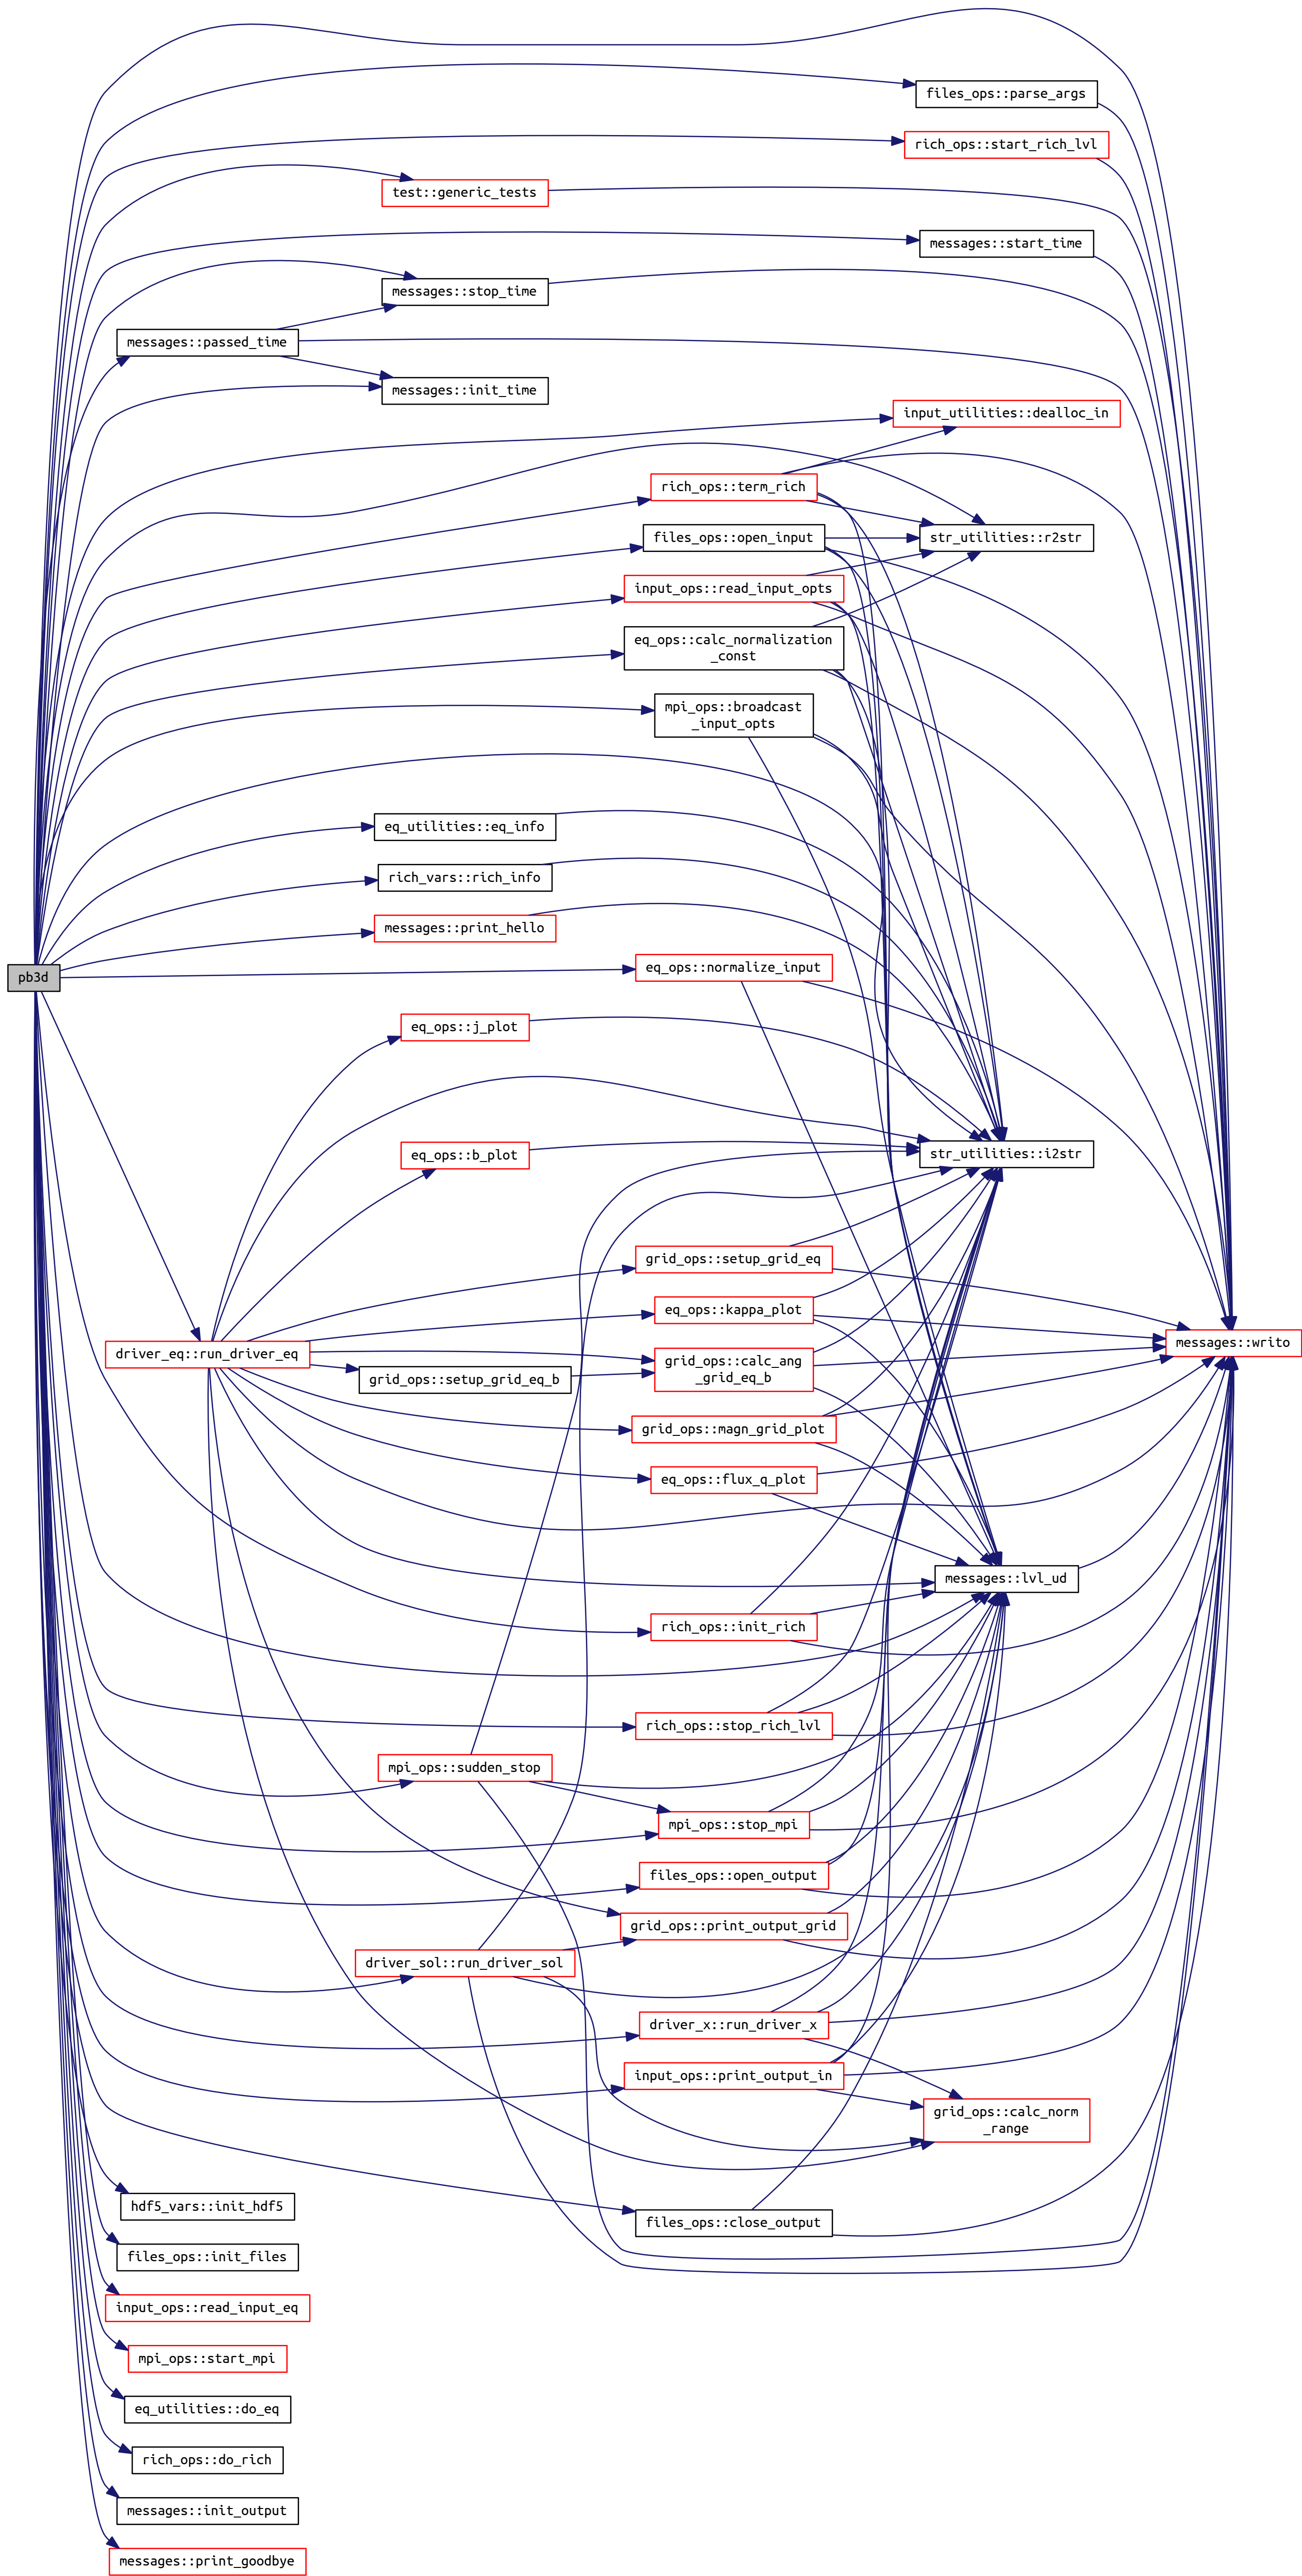 files_ops::parse_args
rich_ops::start_rich_lvl
test::generic_tests
messages::start_time
messages::stop_time
messages::passed_time
messages::init_time
input_utilities::dealloc_in
rich_ops::term_rich
files_ops::open_input
str_utilities::r2str
input_ops::read_input_opts
eq_ops::calc_normalization
_const
mpi_ops::broadcast
_input_opts
eq_utilities::eq_info
rich_vars::rich_info
messages::print_hello
eq_ops::normalize_input
pb3d
eq_ops::j_plot
eq_ops::b_plot
str_utilities::i2str
grid_ops::setup_grid_eq
eq_ops::kappa_plot
messages::writo
driver_eq::run_driver_eq
grid_ops::calc_ang
_grid_eq_b
grid_ops::setup_grid_eq_b
grid_ops::magn_grid_plot
eq_ops::flux_q_plot
messages::lvl_ud
rich_ops::init_rich
rich_ops::stop_rich_lvl
mpi_ops::sudden_stop
mpi_ops::stop_mpi
files_ops::open_output
grid_ops::print_output_grid
driver_sol::run_driver_sol
driver_x::run_driver_x
input_ops::print_output_in
grid_ops::calc_norm
_range
hdf5_vars::init_hdf5
files_ops::close_output
files_ops::init_files
input_ops::read_input_eq
mpi_ops::start_mpi
eq_utilities::do_eq
rich_ops::do_rich
messages::init_output
messages::print_goodbye